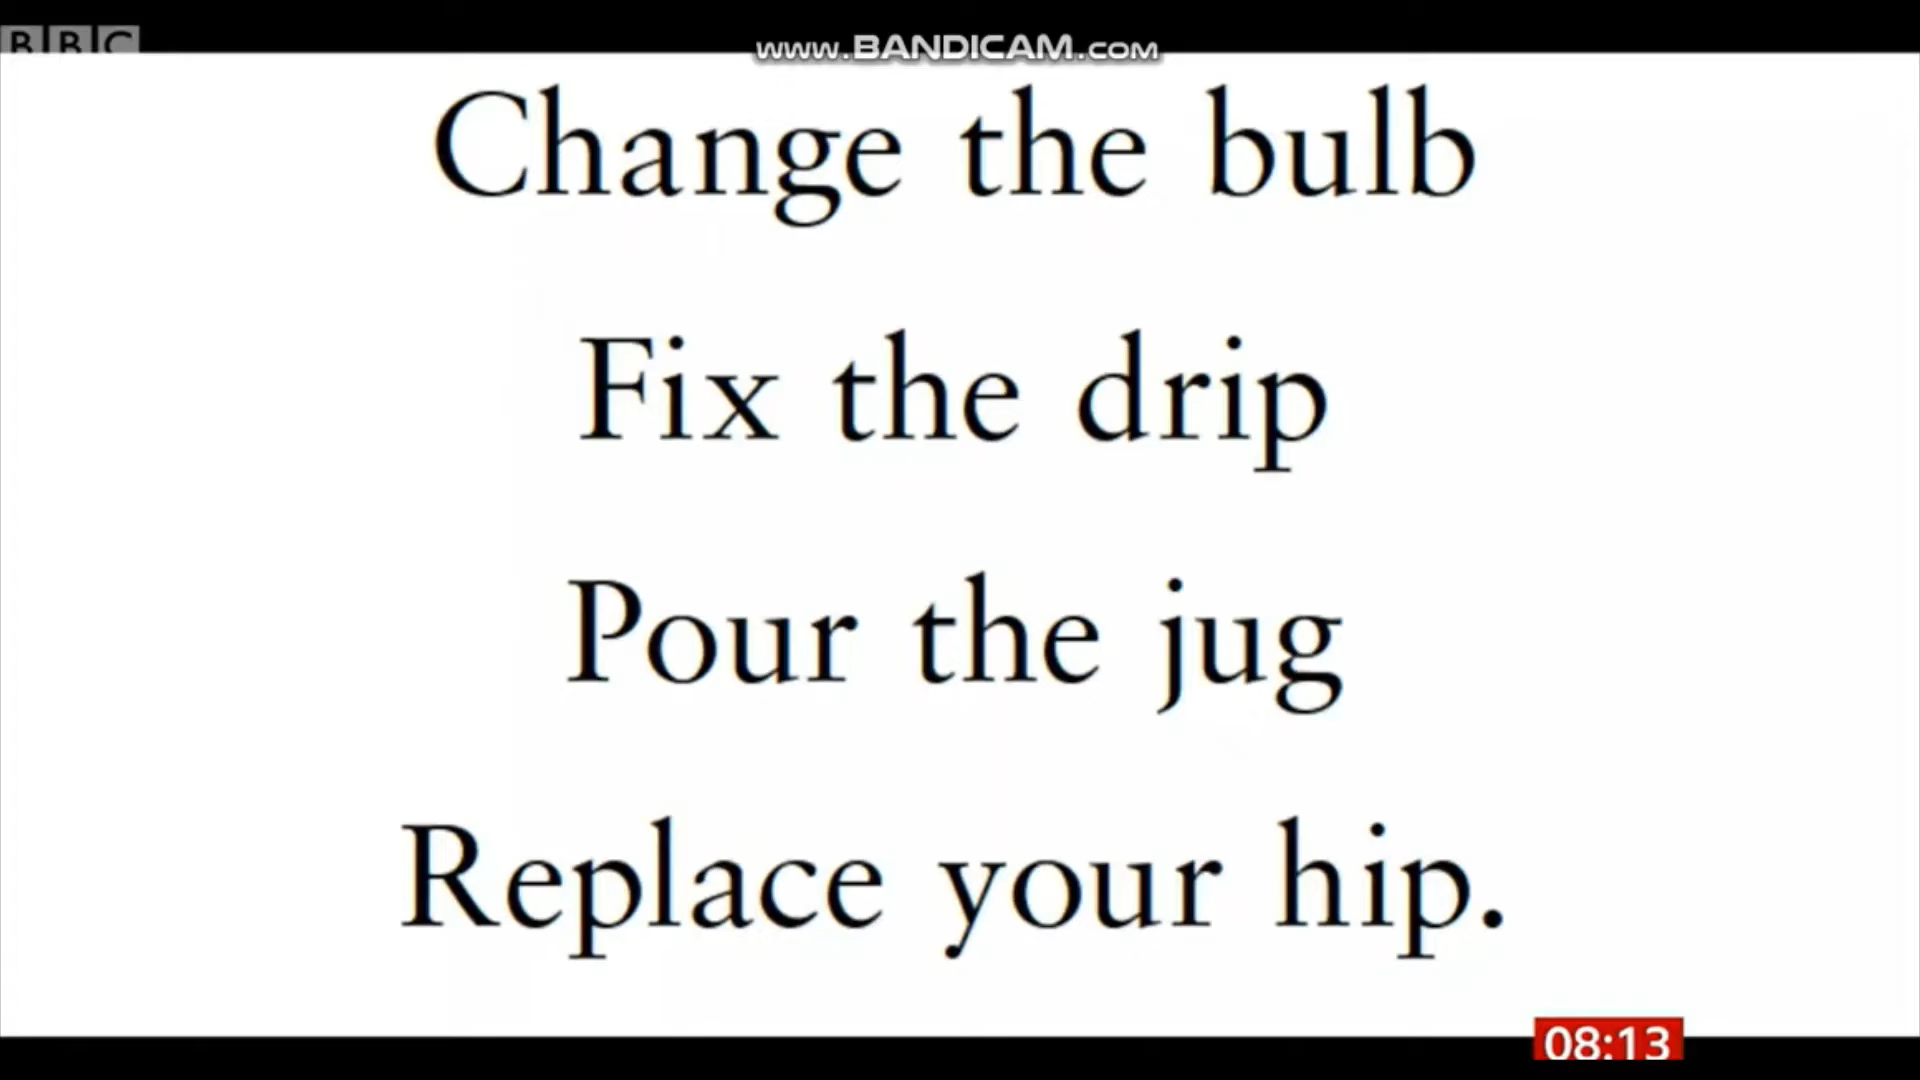 BBC
www.BANDICAM.com
Change the bulb
Fix the drip
Pour the jug
Replace your hip.
08:13